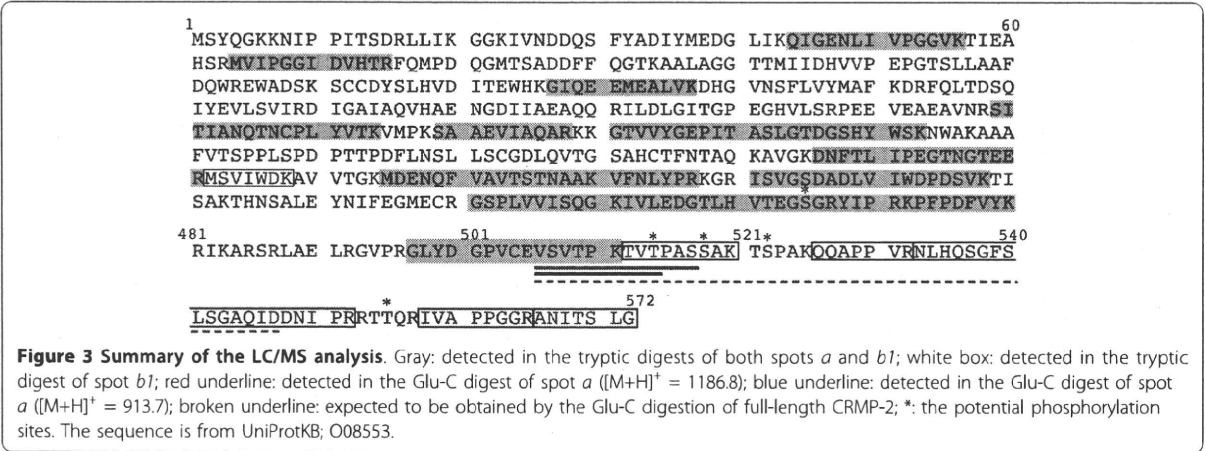 1 60
MSYQGKKNIP PITSDRLLIK GGKIVNDDQS FYADIYMEDG LIKQIGENLI VPGGVKTIEA
HSRMVIPGGI DVHTRFQMPD QGMTSADDFF QGTKAALAGG TTMIIDHVVP EPGTSLLAAF
DQWREWADSK SCCDYSLHVD ITEWHKGIQE EMEALVKDHG VNSFLVYMAF KDRFQLTDSQ
IYEVLSVIRD IGAIAQVHAE NGDIIAEAQQ RILDLGITGP EGHVLSRPEE VEAEAVNRSI
TIANQTNCPLY YVTKVMPKSA AEVIAQARKK GTVVYGEPIT ASLGTDGSHY WSKNWAKAAA
FVTSPPLSPD PTTPDFLNSL LSCGDLQVTG SAHCTFNTAQ KAVGKDNFTL IPEGTNGTEE
RMSVIWDKAV VTGKMDENQF VAVTSTNAAK VFNLYPRKGR ISVGSDADLV IWDPDSVKTI
*
SAKTHNSALE YNIFEGMECR GSPLVVISQG KIVLEDGTLH VTEGSGRYIP RKPFPDFVYK
481 501 * * 521 * 540
RIKARSRLAE LRGVPRGLYD GPVCEVSVTP KTVTPASSAK TSPAKQQAPP VRNLHQSGFS
* 572
LSGAQIDDNI PRRTTQRIVA PPGGRANITS LG
Figure 3 Summary of the LC/MS analysis. Gray: detected in the tryptic digests of both spots a and b1; white box: detected in the tryptic
digest of spot b1; red underline: detected in the Glu-C digest of spot a ([M+H]+ = 1186.8); blue underline: detected in the Glu-C digest of spot
a ([M+H]+ = 913.7); broken underline: expected to be obtained by the Glu-C digestion of full-length CRMP-2; *: the potential phosphorylation
sites. The sequence is from UniProtKB; O08553.